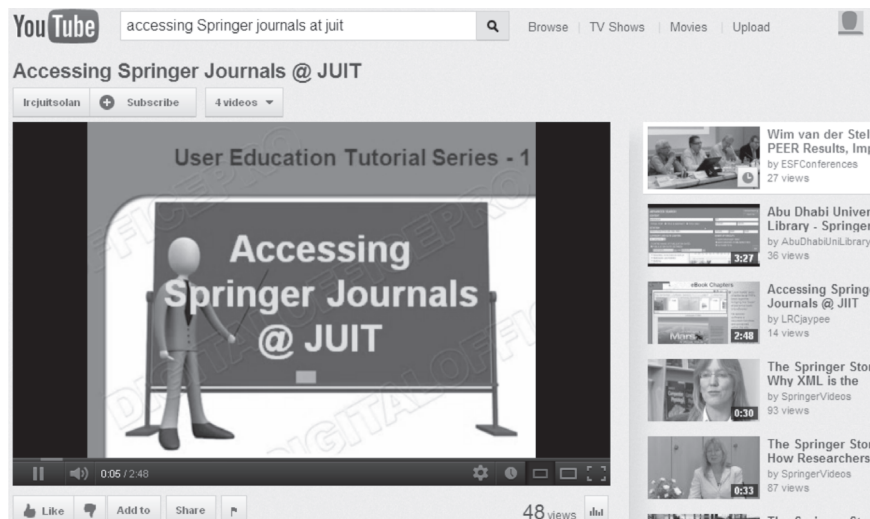 YouTube
accessing Springer journals at juit
Browse | TV Shows | Movies | Upload
Accessing Springer Journals @ JUIT
lrcjuitsolan
Subscribe
4 videos
User Education Tutorial Series - 1
Accessing
Springer Journals
@ JUIT
DIGITALOFFICEPRO
0:05 / 2:48
Like
Add to
Share
48 views
Wim van der Stel
PEER Results, Imp
by ESFConferences
27 views
Abu Dhabi Univer
Library - Springer
by AbuDhabiUniLibrary
36 views
3:27
eBook Chapters
Accessing Springe
Journals @ JIIT
by LRCjaypee
14 views
2:48
The Springer Stor
Why XML is the
by SpringerVideos
93 views
0:30
The Springer Stor
How Researchers
by SpringerVideos
87 views
0:33